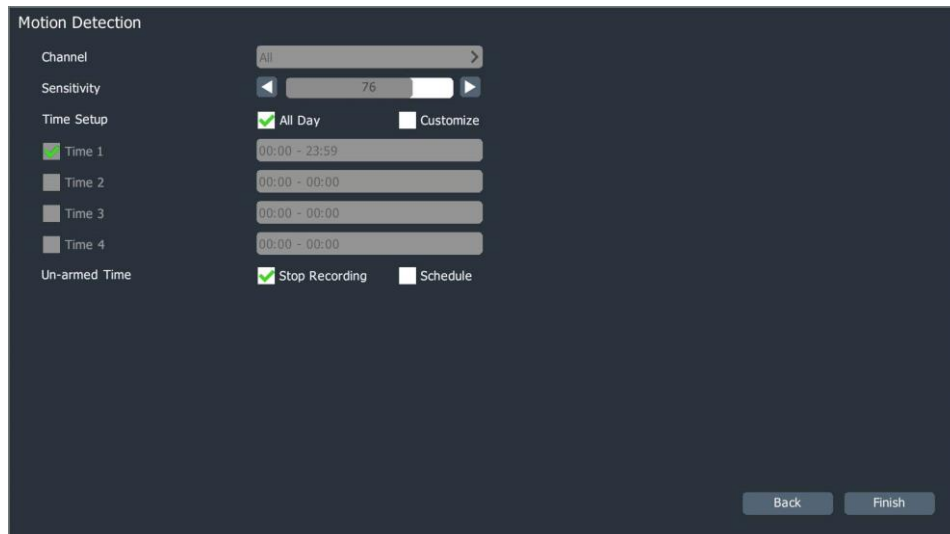 Motion Detection
Channel All
Sensitivity 76
Time Setup All Day Customize
Time 1 00:00 - 23:59
Time 2 00:00 - 00:00
Time 3 00:00 - 00:00
Time 4 00:00 - 00:00
Un-armed Time Stop Recording Schedule
Back Finish